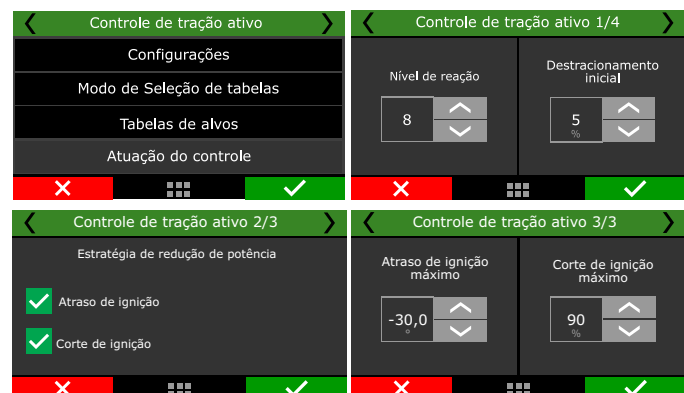 Controle de tração ativo
Configurações
Modo de Seleção de tabelas
Tabelas de alvos
Atuação do controle
Controle de tração ativo 1/4
Nível de reação
8
Destracionamento
inicial
5
%
Controle de tração ativo 2/3
Estratégia de redução de potência
Atraso de ignição
Corte de ignição
Controle de tração ativo 3/3
Atraso de ignição
máximo
-30,0
°
Corte de ignição
máximo
90
%